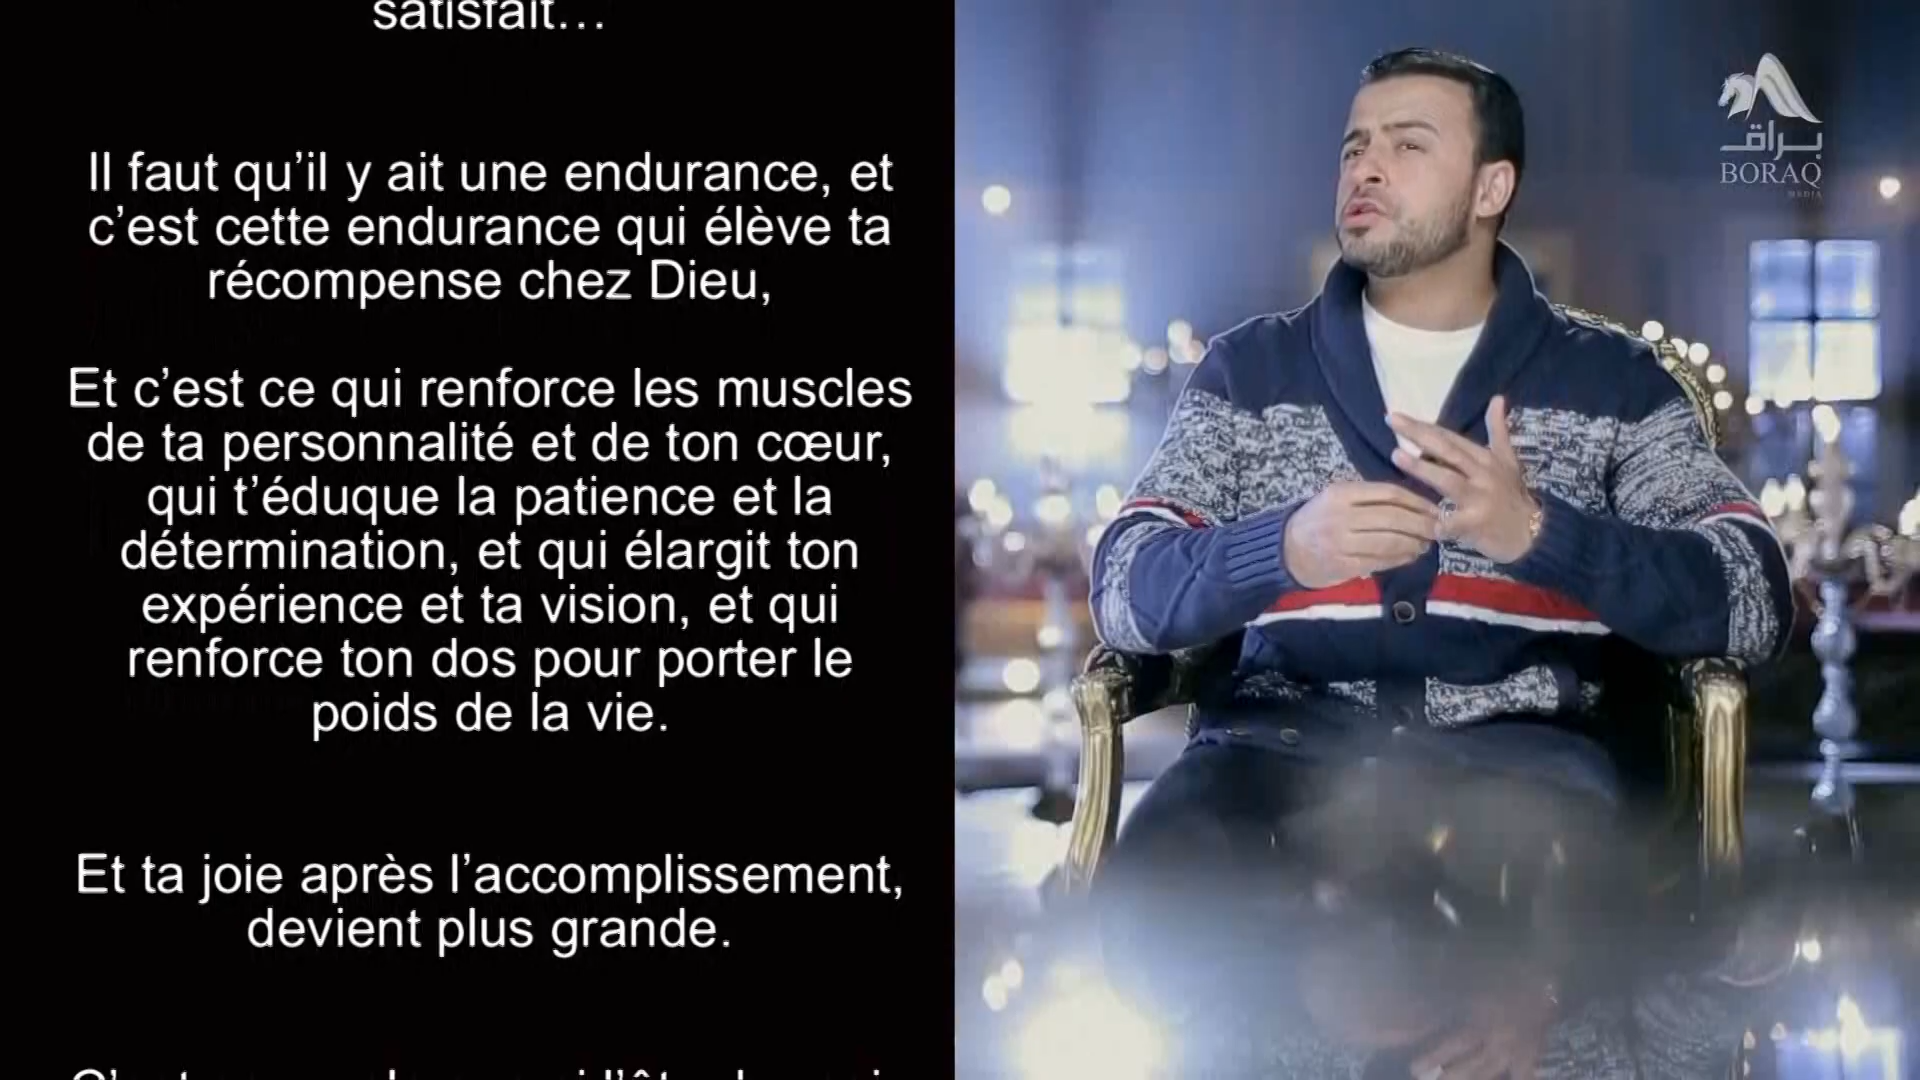 satisfait…
Il faut qu’il y ait une endurance, et
c’est cette endurance qui élève ta
récompense chez Dieu,
Et c’est ce qui renforce les muscles
de ta personnalité et de ton cœur,
qui t’éduque la patience et la
détermination, et qui élargit ton
expérience et ta vision, et qui
renforce ton dos pour porter le
poids de la vie.
Et ta joie après l’accomplissement,
devient plus grande.
براق
BORAQ
MEDIA